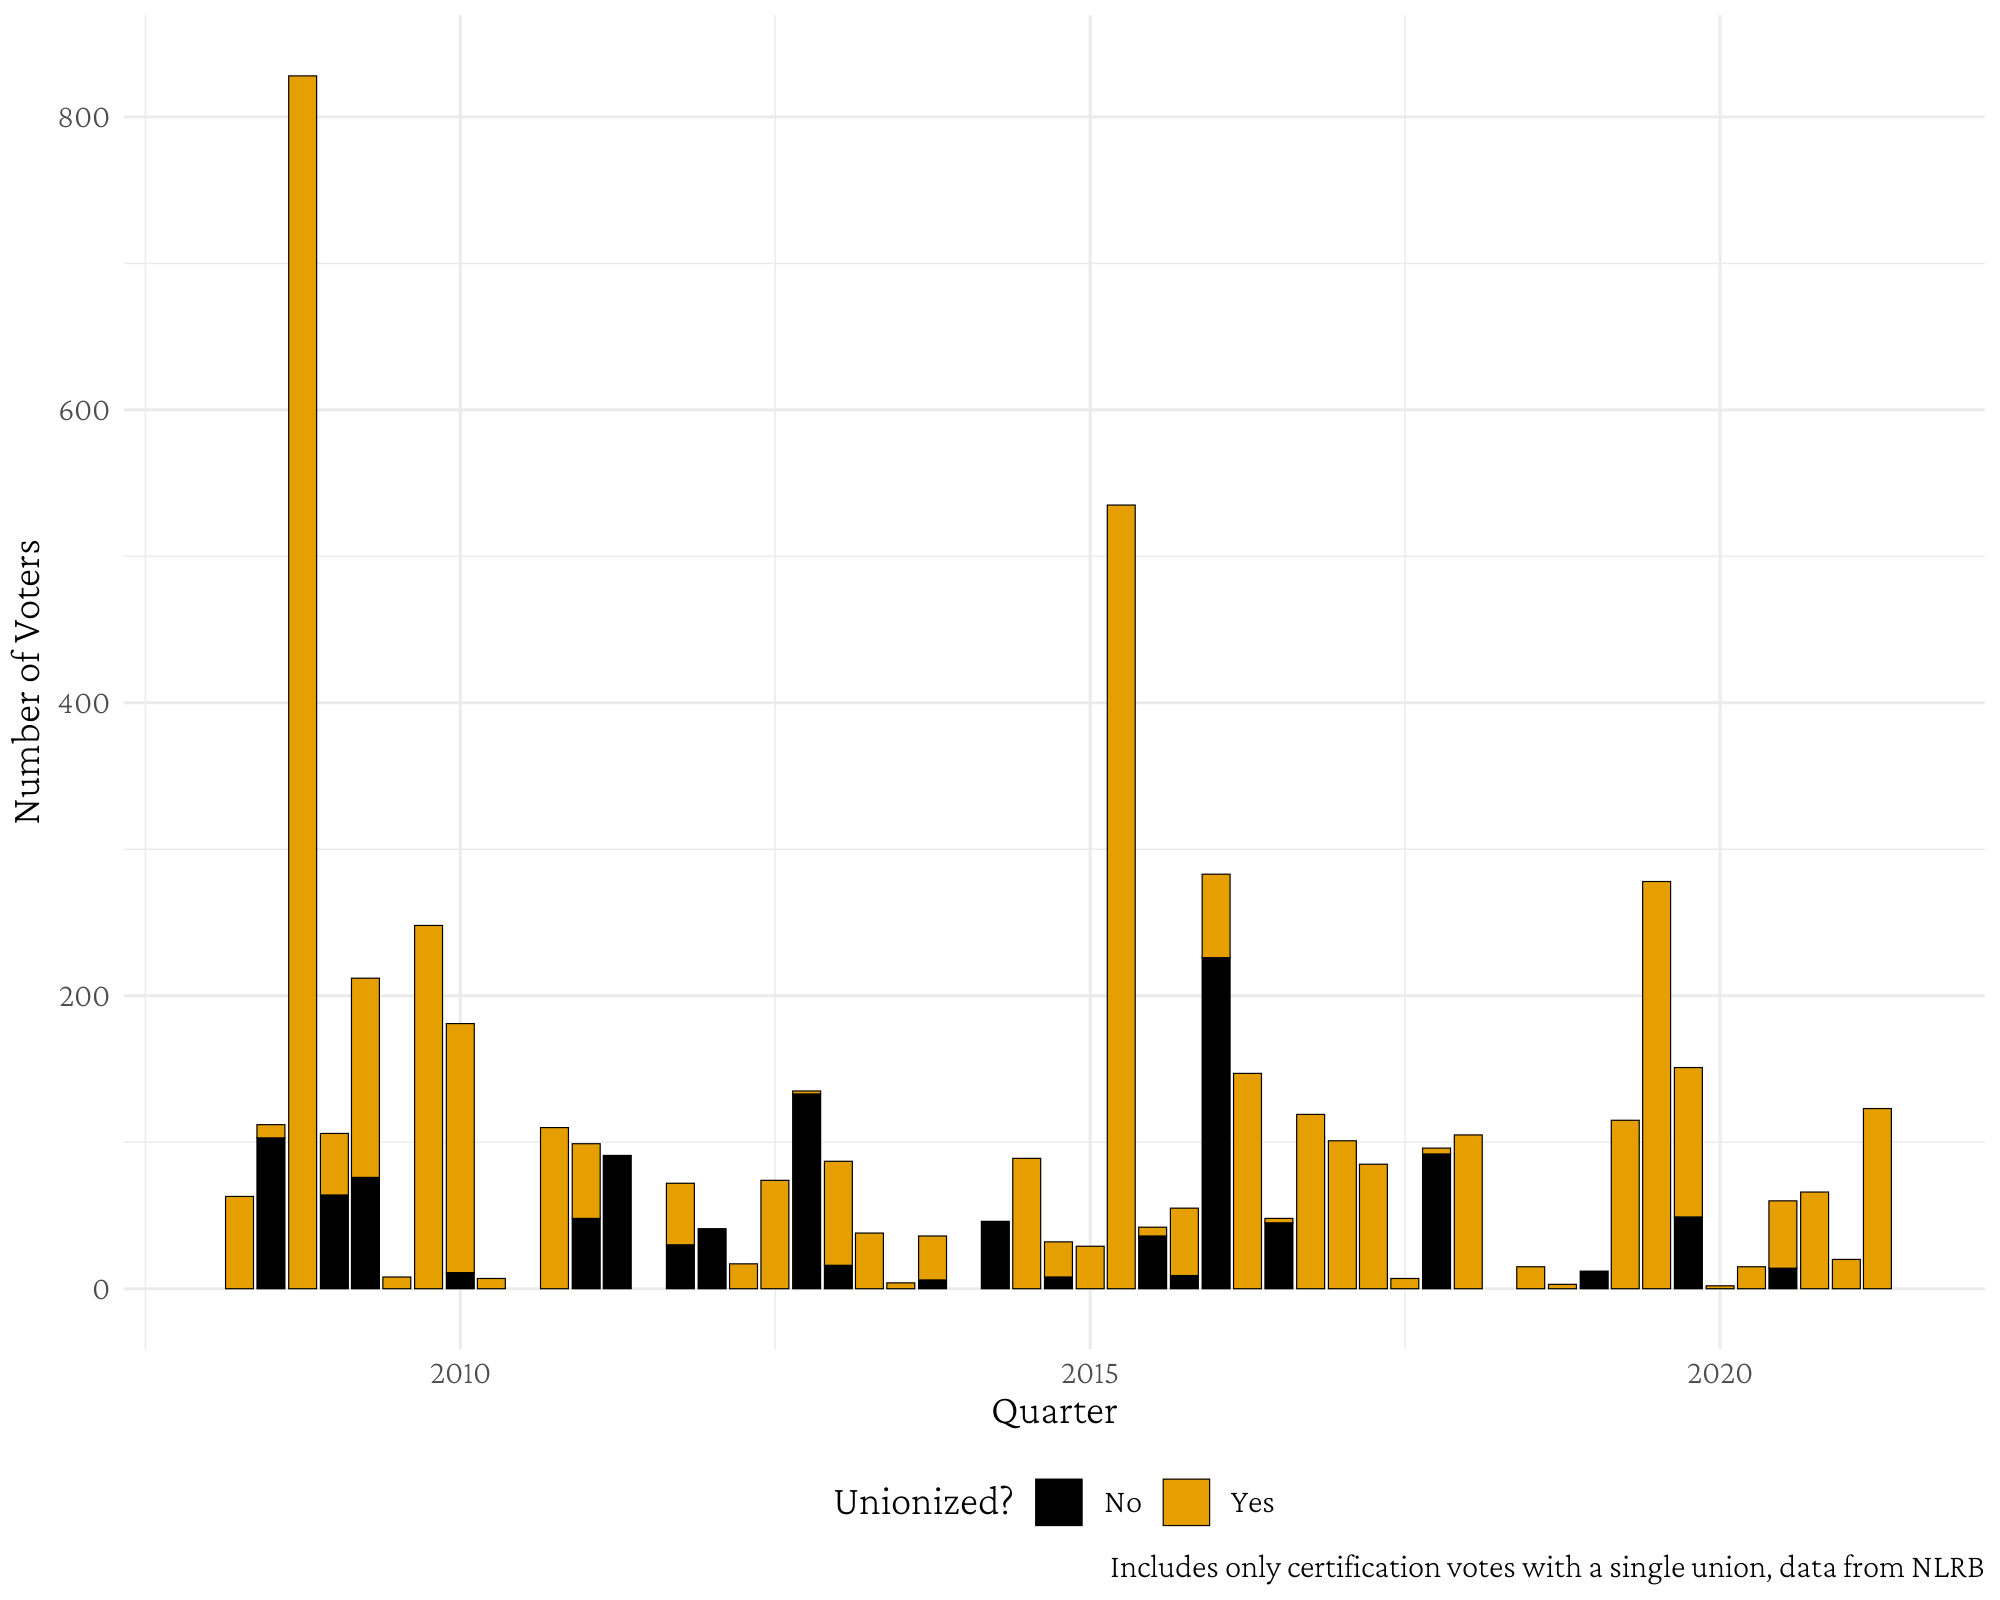 800
600
400
200
0
Number of Voters
2010 2015 2020
Quarter
Unionized? No Yes
Includes only certification votes with a single union, data from NLRB